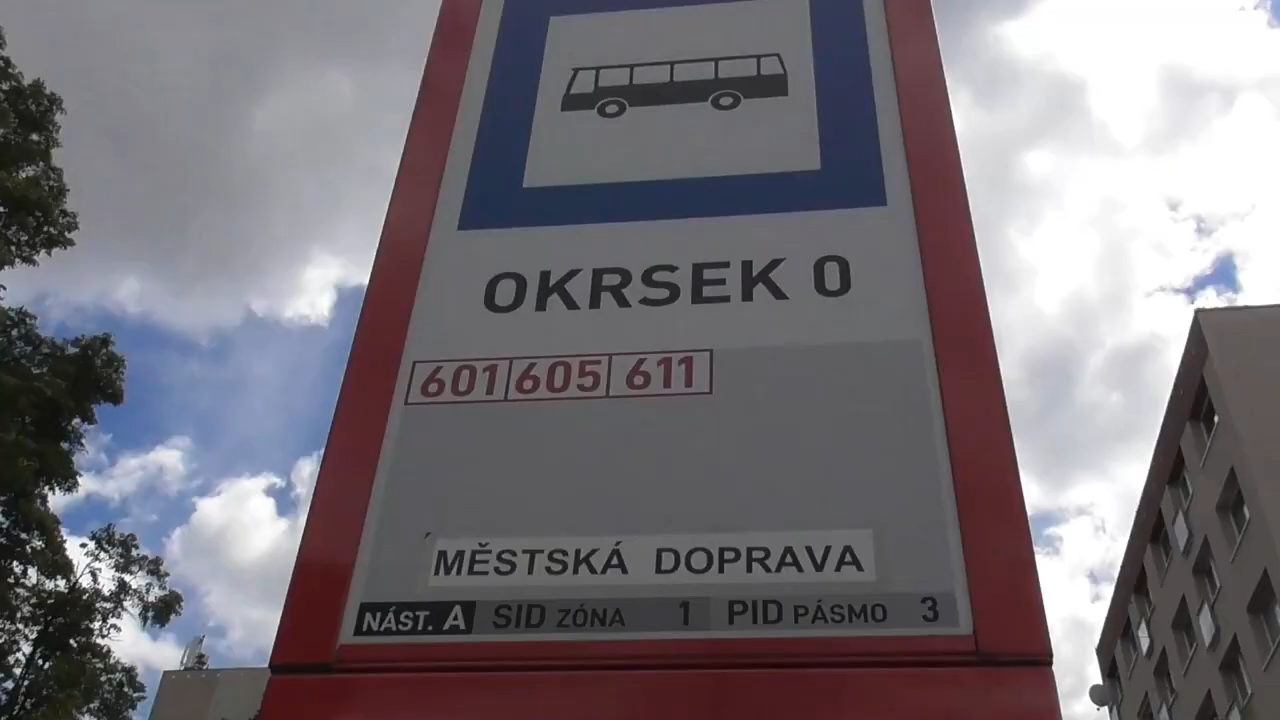 OKRSEK 0
601 605 611
MĚSTSKÁ DOPRAVA
NÁST. A SID ZÓNA 1 PID PÁSMO 3